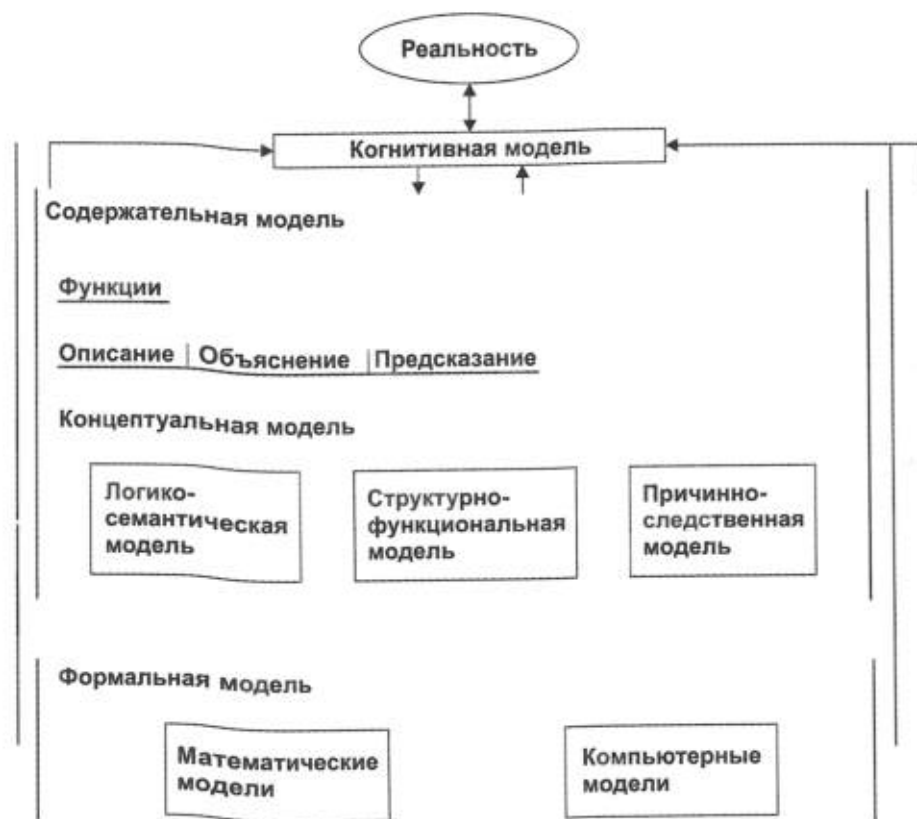 Реальность
Когнитивная модель
Содержательная модель
Функции
Описание | Объяснение | Предсказание
Концептуальная модель
Логико-
семантическая
модель
Структурно-
функциональная
модель
Причинно-
следственная
модель
Формальная модель
Математические
модели
Компьютерные
модели